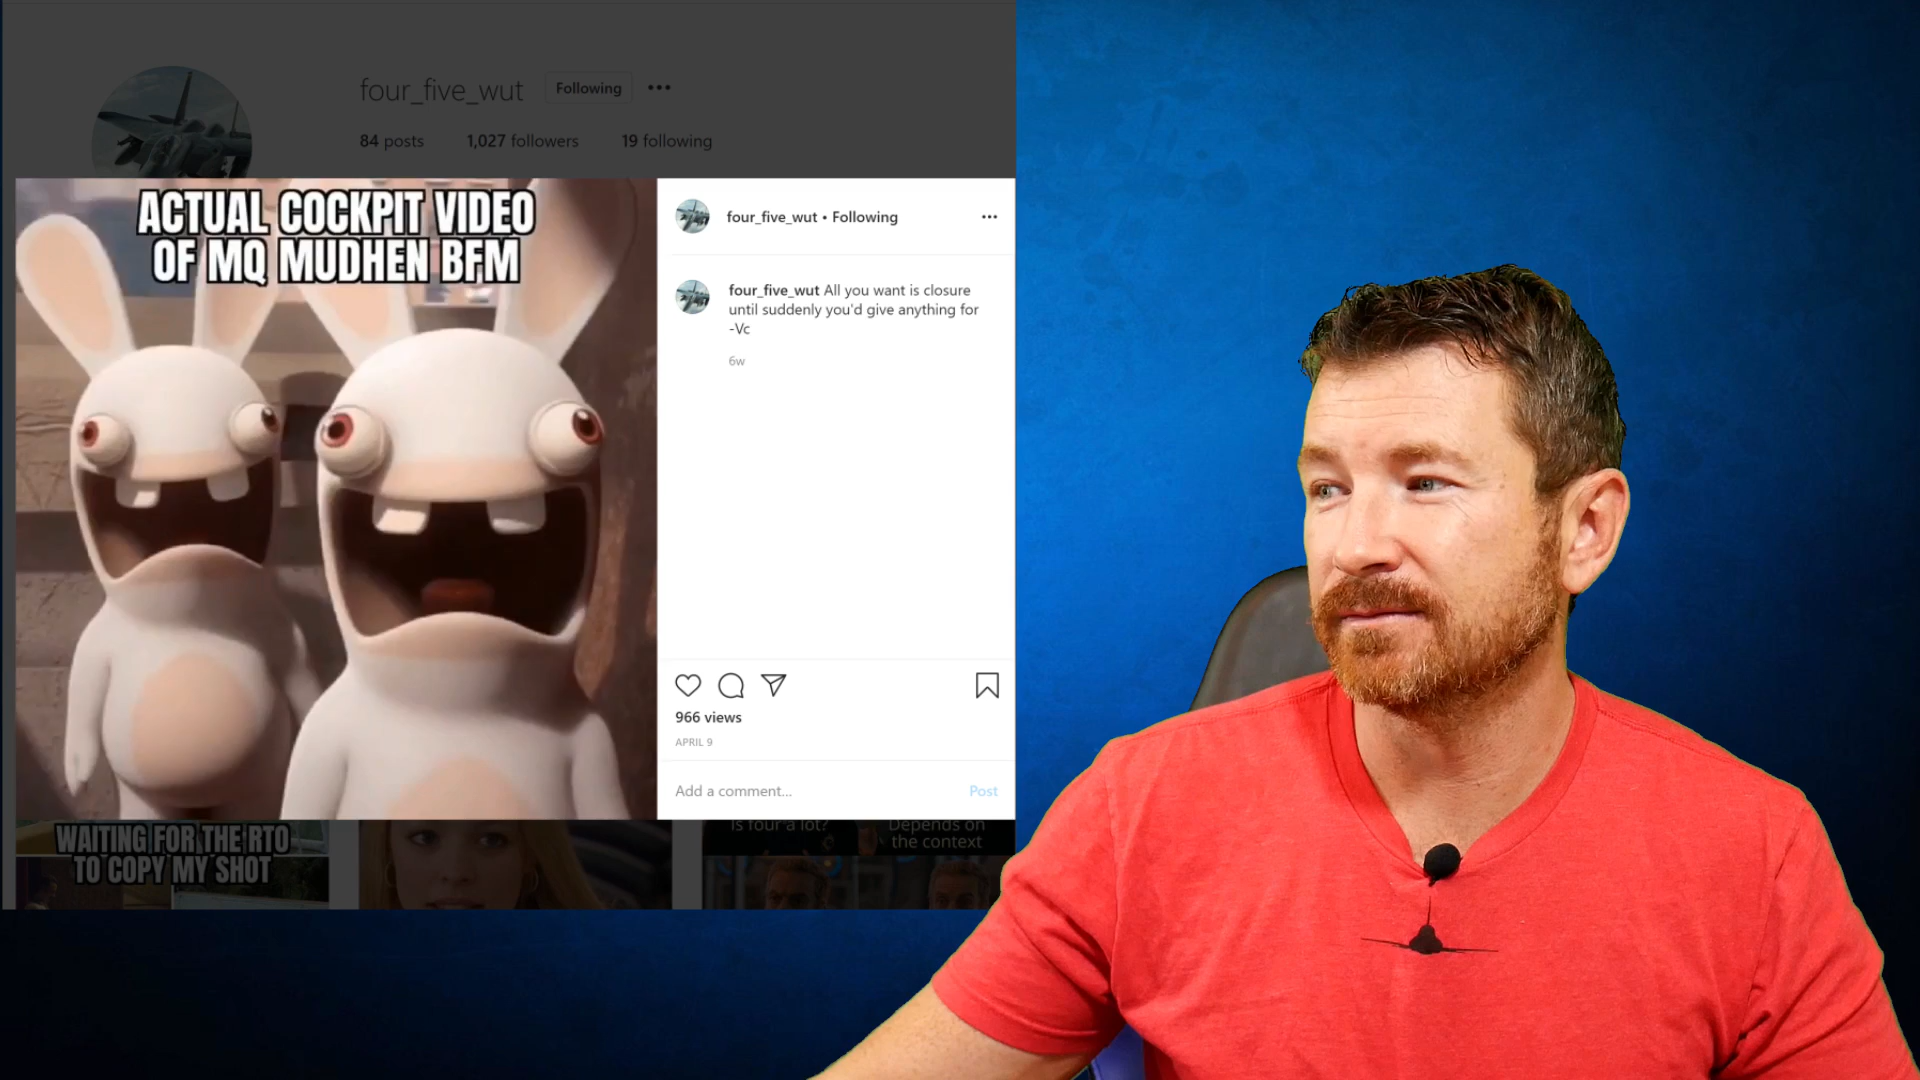 four_five_wut Following
84 posts 1,027 followers 19 following
ACTUAL COCKPIT VIDEO
OF MQ MUDHEN BFM
four_five_wut • Following
four_five_wut All you want is closure
until suddenly you'd give anything for
-Vc
6w
966 views
APRIL 9
Add a comment... Post
WAITING FOR THE RTO
TO COPY MY SHOT
Is four a lot?
Depends on
the context